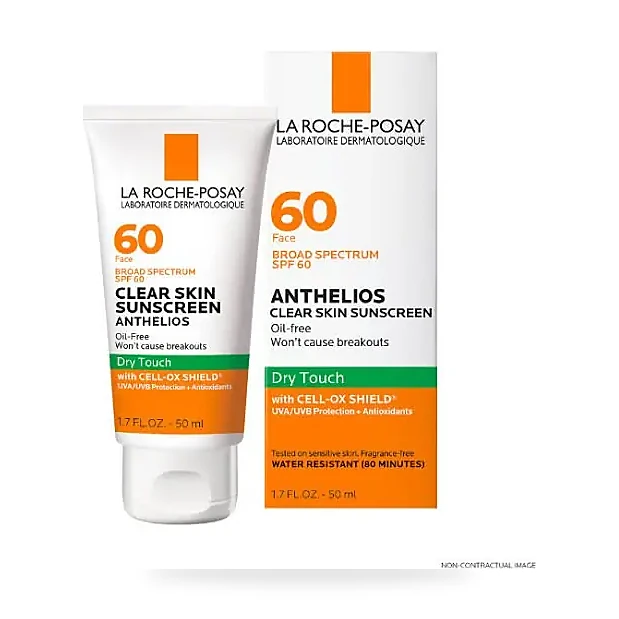 LA ROCHE-POSAY
LABORATOIRE DERMATOLOGIQUE
60
Face
BROAD SPECTRUM
SPF 60
CLEAR SKIN
SUNSCREEN
ANTHELIOS
Oil-Free
Won't cause breakouts
Dry Touch
with CELL-OX SHIELD®
UVA/UVB Protection + Antioxidants
1.7 FL.OZ. - 50 ml
LA ROCHE-POSAY
LABORATOIRE DERMATOLOGIQUE
60
Face
BROAD SPECTRUM
SPF 60
ANTHELIOS
CLEAR SKIN SUNSCREEN
Oil-free
Won't cause breakouts
Dry Touch
with CELL-OX SHIELD®
UVA/UVB Protection + Antioxidants
Tested on sensitive skin. Fragrance-free
WATER RESISTANT (80 MINUTES)
1.7 FL.OZ. - 50 ml
NON-CONTRACTUAL IMAGE